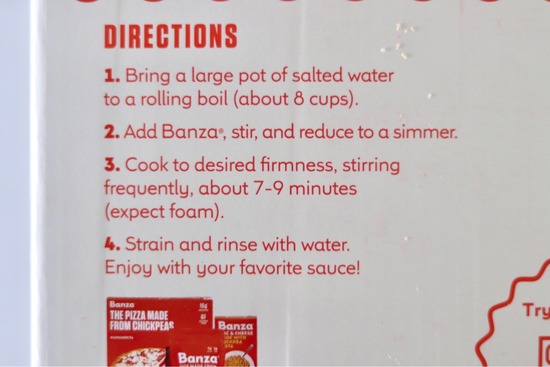 DIRECTIONS
1. Bring a large pot of salted water
to a rolling boil (about 8 cups).
2. Add Banza®, stir, and reduce to a simmer.
3. Cook to desired firmness, stirring
frequently, about 7-9 minutes
(expect foam).
4. Strain and rinse with water.
Enjoy with your favorite sauce!
Banza
THE PIZZA MADE
FROM CHICKPEAS
Banza
& CHEESE
Banza
Try